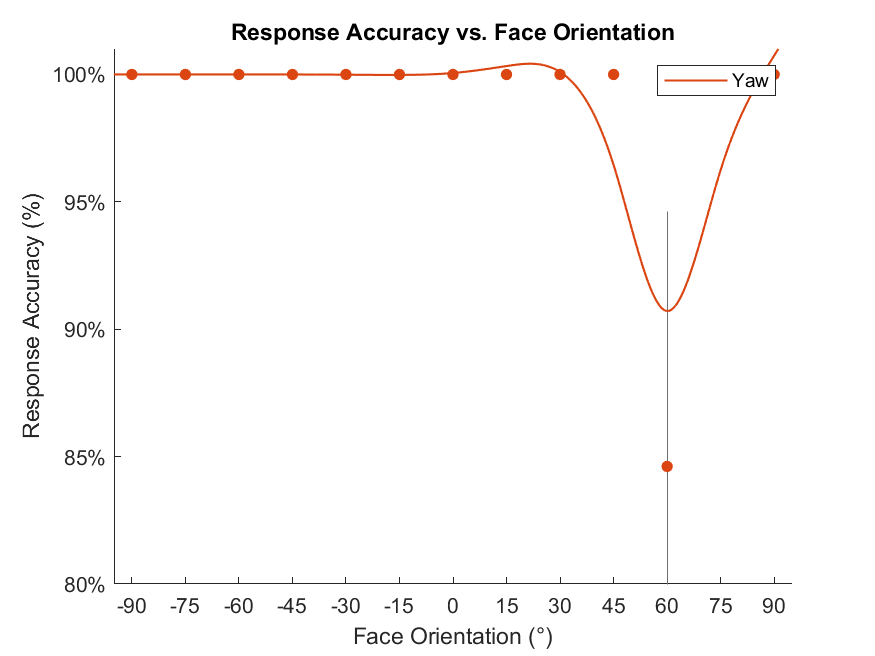 Response Accuracy vs. Face Orientation
Yaw
Response Accuracy (%)
100%
95%
90%
85%
80%
-90 -75 -60 -45 -30 -15 0 15 30 45 60 75 90
Face Orientation (°)